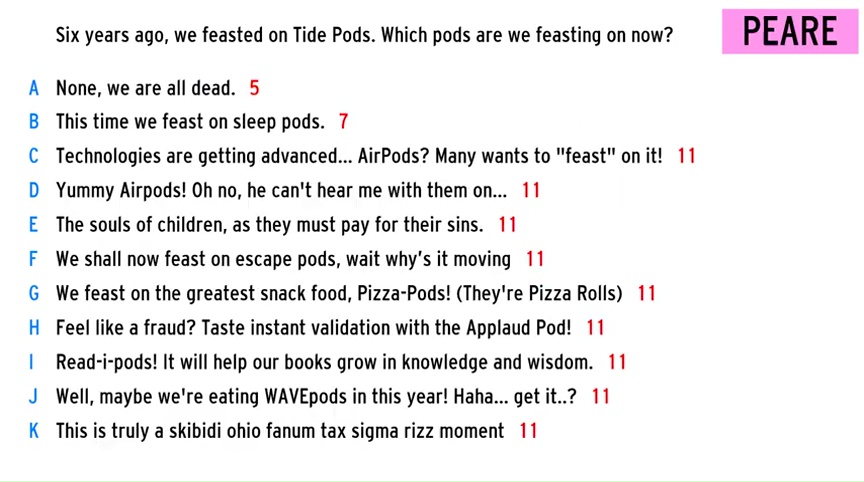 Six years ago, we feasted on Tide Pods. Which pods are we feasting on now?
PEARE
A None, we are all dead. 5
B This time we feast on sleep pods. 7
C Technologies are getting advanced... AirPods? Many wants to "feast" on it! 11
D Yummy Airpods! Oh no, he can't hear me with them on... 11
E The souls of children, as they must pay for their sins. 11
F We shall now feast on escape pods, wait why's it moving 11
G We feast on the greatest snack food, Pizza-Pods! (They're Pizza Rolls) 11
H Feel like a fraud? Taste instant validation with the Applaud Pod! 11
I Read-i-pods! It will help our books grow in knowledge and wisdom. 11
J Well, maybe we're eating WAVEpods in this year! Haha... get it..? 11
K This is truly a skibidi ohio fanum tax sigma rizz moment 11